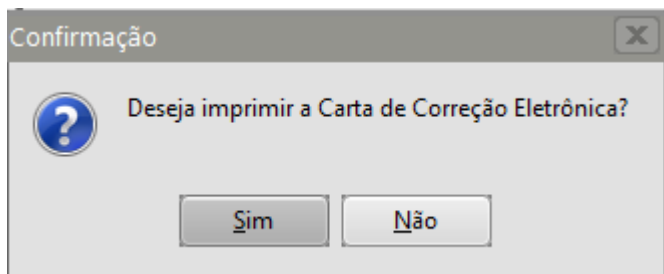 Confirmação
Deseja imprimir a Carta de Correção Eletrônica?
Sim
Não